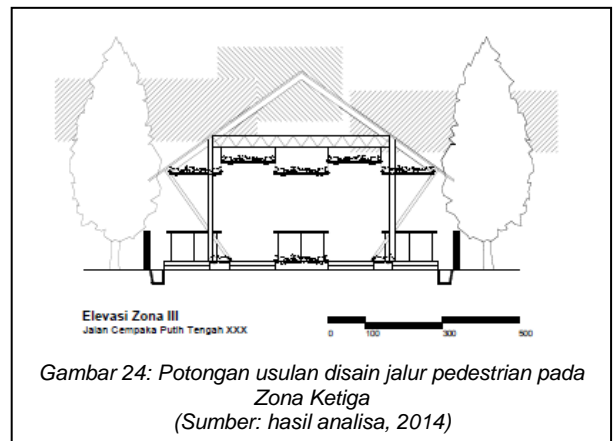 Elevasi Zona III
Jalan Cempaka Putih Tengah XXX
0 100 300 500
Gambar 24: Potongan usulan disain jalur pedestrian pada
Zona Ketiga
(Sumber: hasil analisa, 2014)